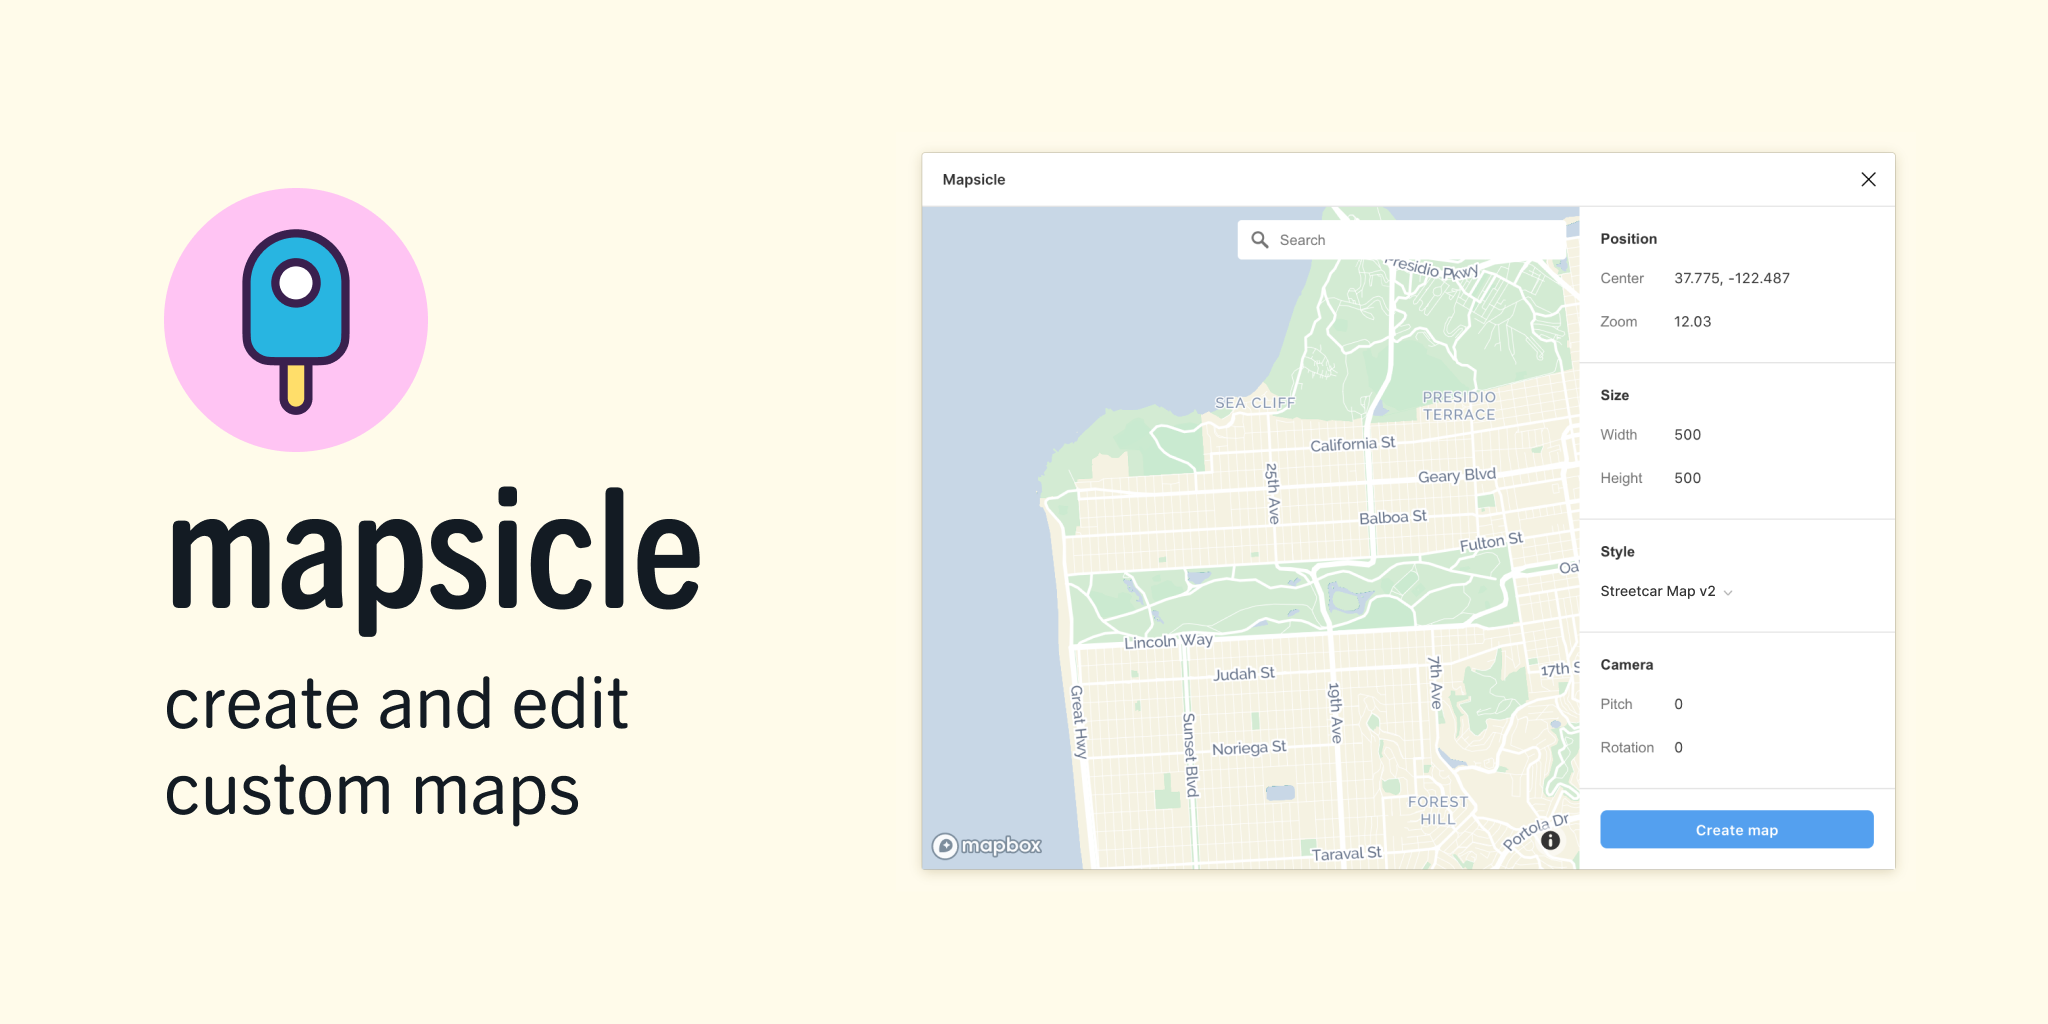 mapsicle
create and edit
custom maps
Mapsicle
Search
Presidio Pkwy
SEA CLIFF
PRESIDIO
TERRACE
California St
25th Ave
Geary Blvd
Balboa St
Fulton St
Oa
Lincoln Way
Judah St
7th Ave
17th S
Great Hwy
19th Ave
Sunset Blvd
Noriega St
FOREST
HILL
Portola Dr
Taraval St
mapbox
Position
Center 37.775, -122.487
Zoom 12.03
Size
Width 500
Height 500
Style
Streetcar Map v2
Camera
Pitch 0
Rotation 0
Create map